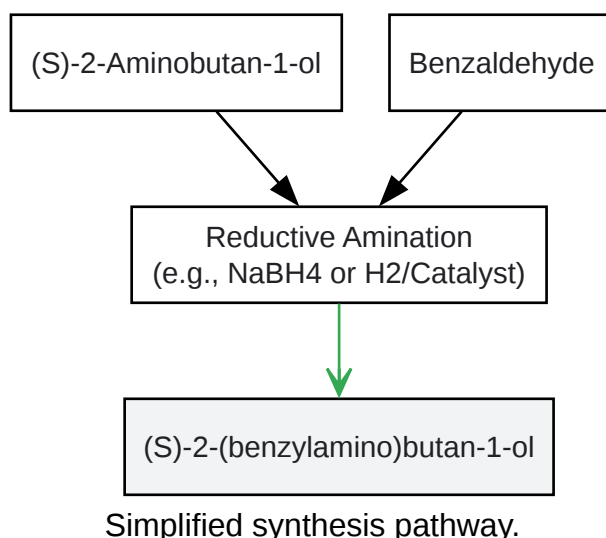 (S)-2-Aminobutan-1-ol
Benzaldehyde
Reductive Amination
(e.g., NaBH4 or H2/Catalyst)
(S)-2-(benzylamino)butan-1-ol
Simplified synthesis pathway.